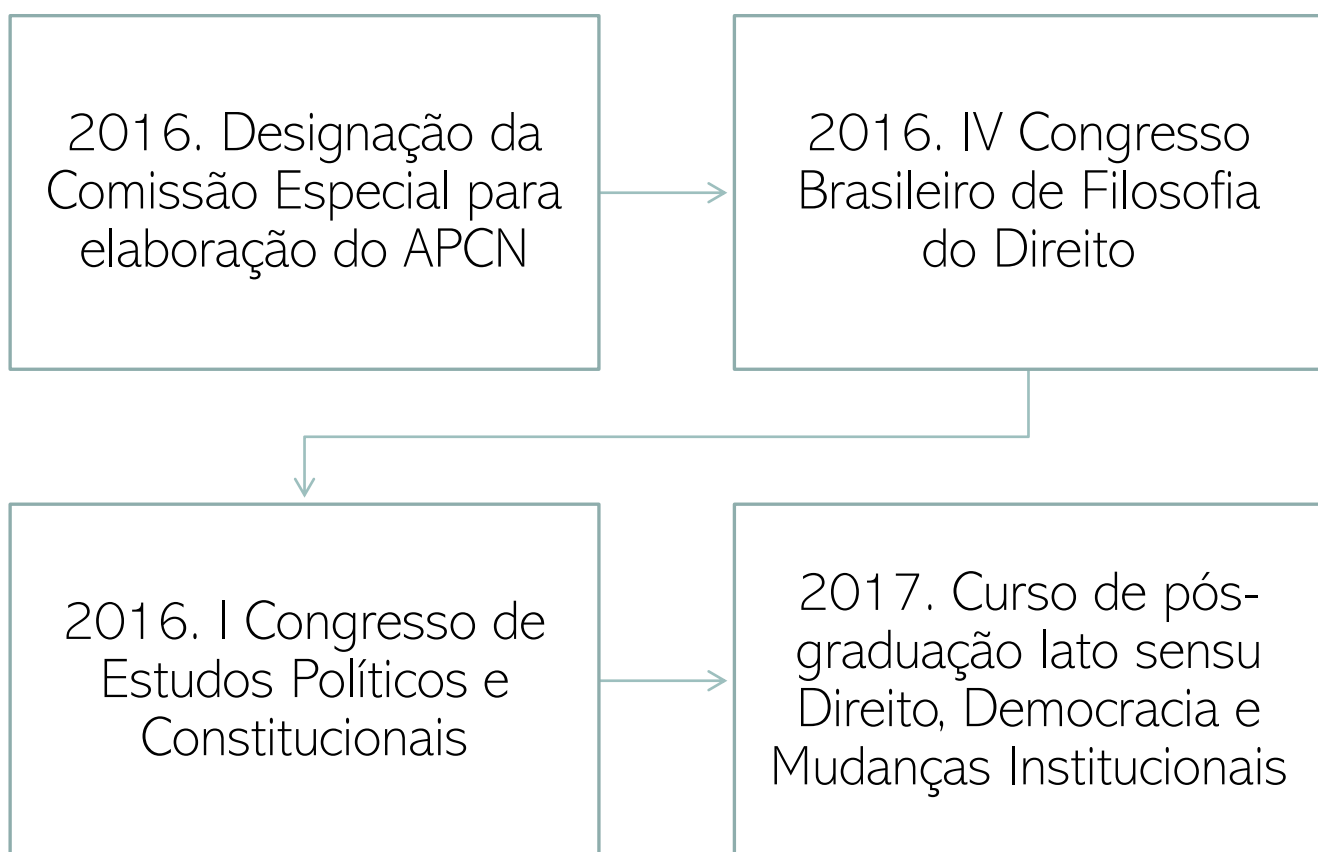 2016. Designação da
Comissão Especial para
elaboração do APCN
2016. IV Congresso
Brasileiro de Filosofia
do Direito
2016. I Congresso de
Estudos Políticos e
Constitucionais
2017. Curso de pós-
graduação lato sensu
Direito, Democracia e
Mudanças Institucionais